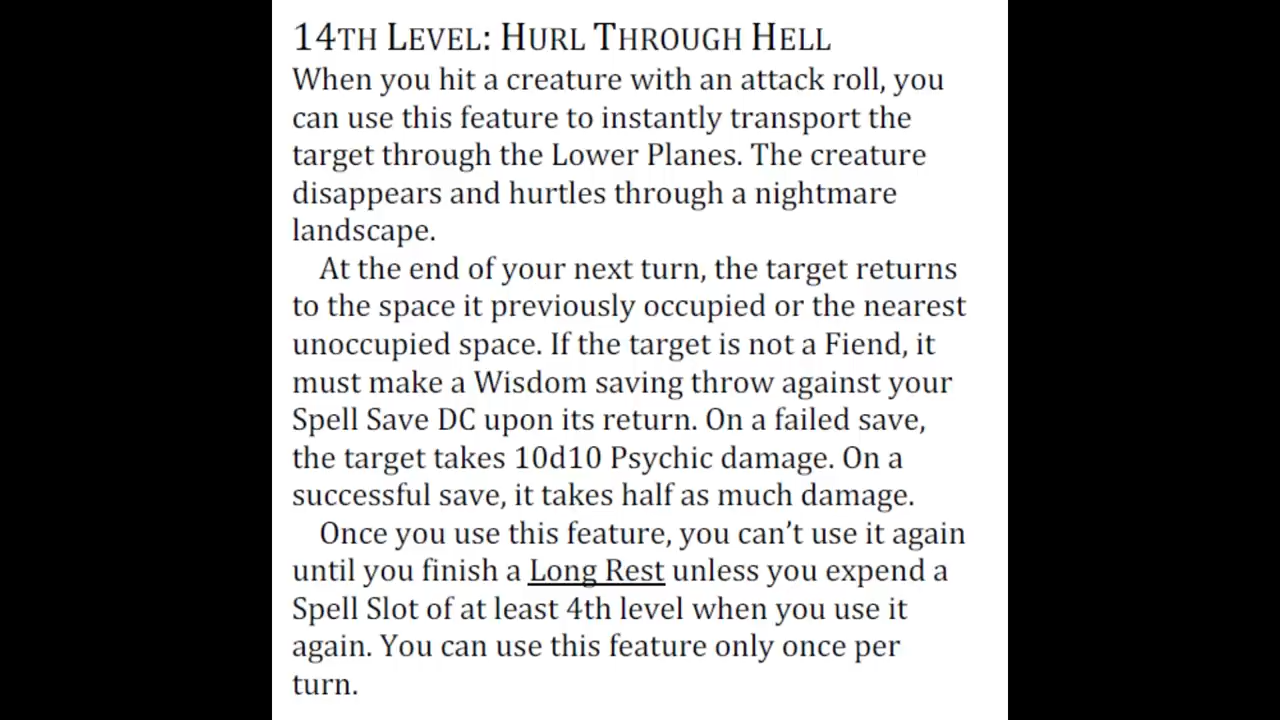 14TH LEVEL: HURL THROUGH HELL
When you hit a creature with an attack roll, you
can use this feature to instantly transport the
target through the Lower Planes. The creature
disappears and hurtles through a nightmare
landscape.
At the end of your next turn, the target returns
to the space it previously occupied or the nearest
unoccupied space. If the target is not a Fiend, it
must make a Wisdom saving throw against your
Spell Save DC upon its return. On a failed save,
the target takes 10d10 Psychic damage. On a
successful save, it takes half as much damage.
Once you use this feature, you can’t use it again
until you finish a Long Rest unless you expend a
Spell Slot of at least 4th level when you use it
again. You can use this feature only once per
turn.